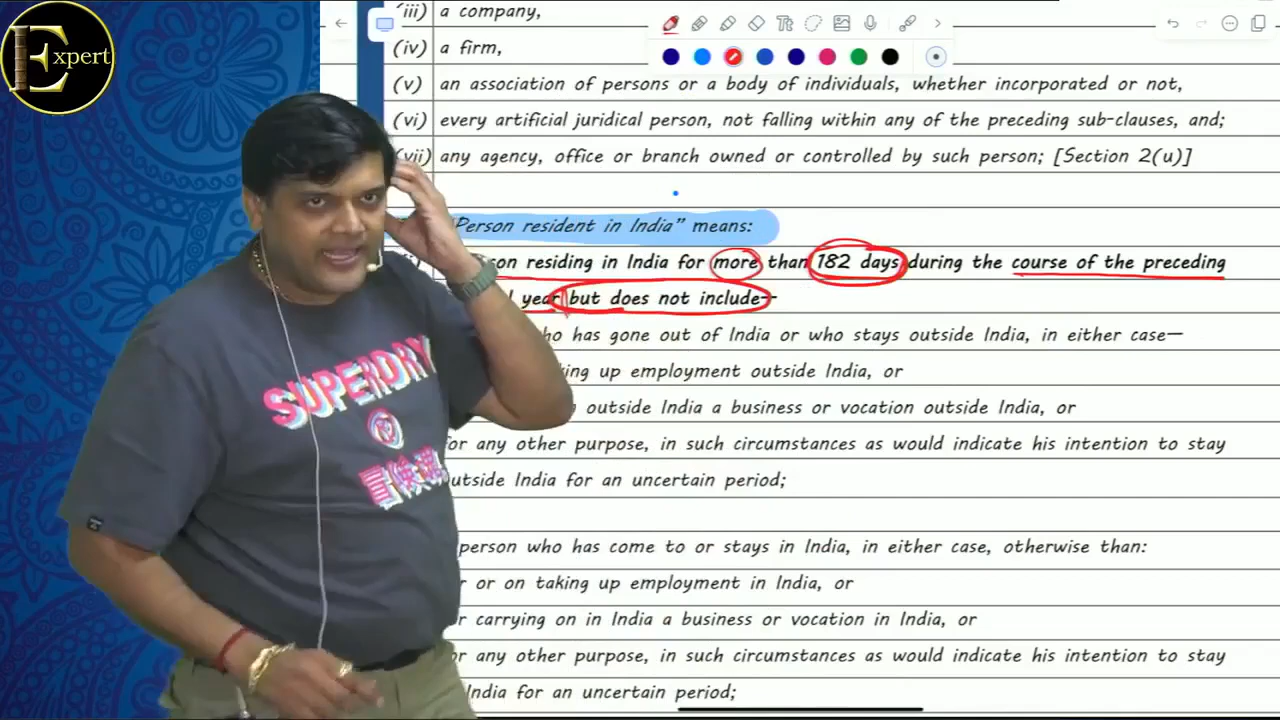 Expert
(iii) a company,
(iv) a firm,
(v) an association of persons or a body of individuals, whether incorporated or not,
(vi) every artificial juridical person, not falling within any of the preceding sub-clauses, and;
(vii) any agency, office or branch owned or controlled by such person; [Section 2(u)]
"Person resident in India" means:
residing in India for more than 182 days during the course of the preceding
year but does not include—
has gone out of India or who stays outside India, in either case—
up employment outside India, or
outside India a business or vocation outside India, or
for any other purpose, in such circumstances as would indicate his intention to stay
outside India for an uncertain period;
person who has come to or stays in India, in either case, otherwise than:
or on taking up employment in India, or
carrying on in India a business or vocation in India, or
any other purpose, in such circumstances as would indicate his intention to stay
India for an uncertain period;
SUPERDRY
冒険魂